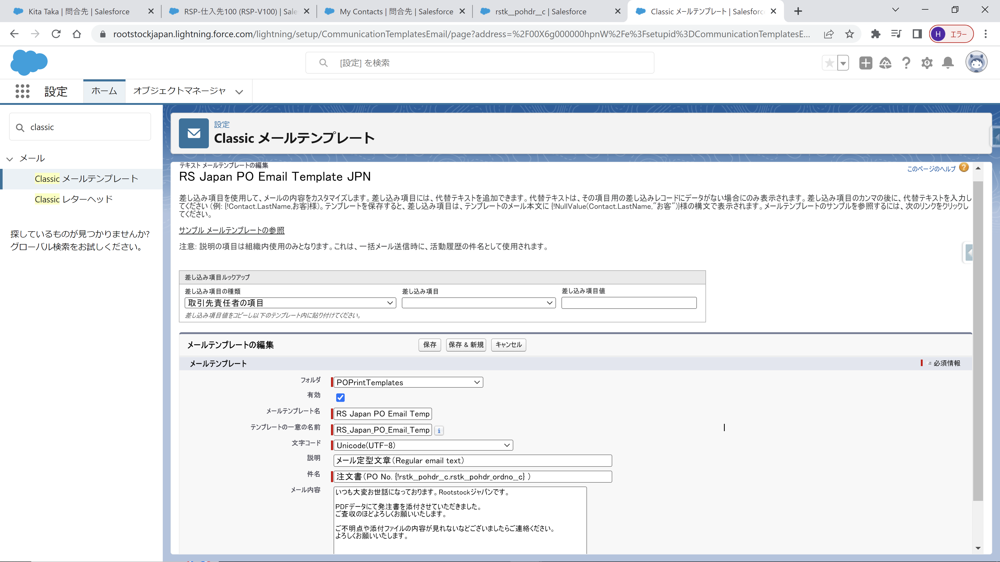 Kita Taka | 問合先 | Salesforce
RSP-仕入先100 (RSP-V100) | Sale
My Contacts | 問合先 | Salesforce
rstk__pohdr__c | Salesforce
Classic メールテンプレート | Salesforc
rootstockjapan.lightning.force.com/lightning/setup/CommunicationTemplatesEmail/page?address=%2F00X6g000000hpnW%2Fe%3Fsetupid%3DCommunicationTemplatesE...
H エラー
[設定] を検索
設定
ホーム
オブジェクトマネージャ
classic
メール
Classic メールテンプレート
Classic レターヘッド
探しているものが見つかりませんか?
グローバル検索をお試しください。
設定
Classic メールテンプレート
テキスト メールテンプレートの編集
RS Japan PO Email Template JPN
このページのヘルプ ?
差し込み項目を使用して、メールの内容をカスタマイズします。差し込み項目には、代替テキストを追加できます。代替テキストは、その項目用の差し込みレコードにデータがない場合にのみ表示されます。差し込み項目のカンマの後に、代替テキストを入力し
てください (例: {!Contact.LastName,お客}様)。テンプレートを保存すると、差し込み項目は、テンプレートのメール本文に {!NullValue(Contact.LastName,"お客")}様の構文で表示されます。メールテンプレートのサンプルを参照するには、次のリンクをクリックし
てください。
サンプル メールテンプレートの参照
注意: 説明の項目は組織内使用のみとなります。これは、一括メール送信時に、活動履歴の件名として使用されます。
差し込み項目ルックアップ
差し込み項目の種類
差し込み項目
差し込み項目値
取引先責任者の項目
差し込み項目値をコピーし以下のテンプレート内に貼り付けてください。
メールテンプレートの編集
保存
保存 & 新規
キャンセル
メールテンプレート
= 必須情報
フォルダ
POPrintTemplates
有効
メールテンプレート名
RS Japan PO Email Temp
テンプレートの一意の名前
RS_Japan_PO_Email_Temp
i
文字コード
Unicode(UTF-8)
説明
メール定型文章（Regular email text）
件名
注文書（PO No. {!rstk__pohdr__c.rstk__pohdr_ordno__c} ）
メール内容
いつも大変お世話になっております。Rootstockジャパンです。
PDFデータにて発注書を添付させていただきました。
ご査収のほどよろしくお願いいたします。
ご不明点や添付ファイルの内容が見れないなどございましたらご連絡ください。
よろしくお願いいたします。